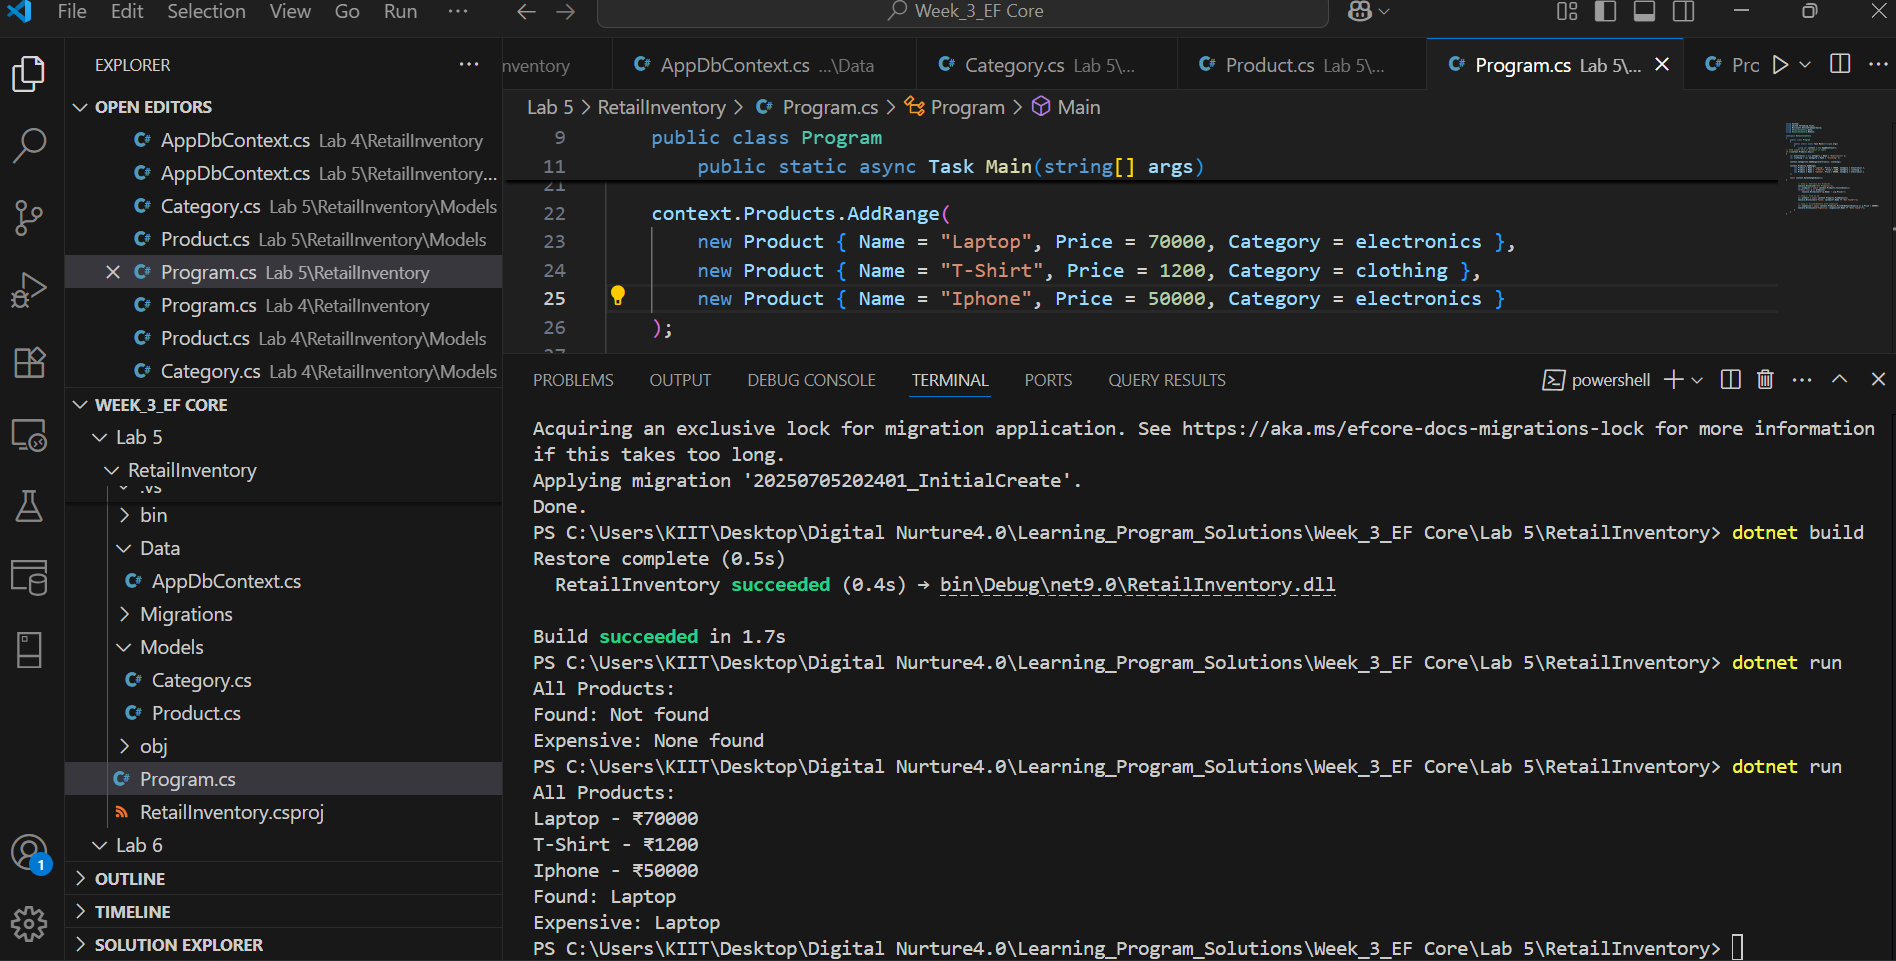 File Edit Selection View Go Run ··· Week_3_EF Core
EXPLORER
OPEN EDITORS
AppDbContext.cs Lab 4\RetailInventory
AppDbContext.cs Lab 5\RetailInventory...
Category.cs Lab 5\RetailInventory\Models
Product.cs Lab 5\RetailInventory\Models
Program.cs Lab 5\RetailInventory
Program.cs Lab 4\RetailInventory
Product.cs Lab 4\RetailInventory\Models
Category.cs Lab 4\RetailInventory\Models
WEEK_3_EF CORE
Lab 5
RetailInventory
.vs
bin
Data
AppDbContext.cs
Migrations
Models
Category.cs
Product.cs
obj
Program.cs
RetailInventory.csproj
Lab 6
OUTLINE
TIMELINE
SOLUTION EXPLORER
1
nventory AppDbContext.cs ...\Data Category.cs Lab 5\... Product.cs Lab 5\... Program.cs Lab 5\... Prc
Lab 5 > RetailInventory > Program.cs > Program > Main
9 public class Program
11 public static async Task Main(string[] args)
21
22 context.Products.AddRange(
23 new Product { Name = "Laptop", Price = 70000, Category = electronics },
24 new Product { Name = "T-Shirt", Price = 1200, Category = clothing },
25 new Product { Name = "Iphone", Price = 50000, Category = electronics }
26 );
27
PROBLEMS OUTPUT DEBUG CONSOLE TERMINAL PORTS QUERY RESULTS powershell
Acquiring an exclusive lock for migration application. See https://aka.ms/efcore-docs-migrations-lock for more information
if this takes too long.
Applying migration '20250705202401_InitialCreate'.
Done.
PS C:\Users\KIIT\Desktop\Digital Nurture4.0\Learning_Program_Solutions\Week_3_EF Core\Lab 5\RetailInventory> dotnet build
Restore complete (0.5s)
RetailInventory succeeded (0.4s) → bin\Debug\net9.0\RetailInventory.dll
Build succeeded in 1.7s
PS C:\Users\KIIT\Desktop\Digital Nurture4.0\Learning_Program_Solutions\Week_3_EF Core\Lab 5\RetailInventory> dotnet run
All Products:
Found: Not found
Expensive: None found
PS C:\Users\KIIT\Desktop\Digital Nurture4.0\Learning_Program_Solutions\Week_3_EF Core\Lab 5\RetailInventory> dotnet run
All Products:
Laptop - ₹70000
T-Shirt - ₹1200
Iphone - ₹50000
Found: Laptop
Expensive: Laptop
PS C:\Users\KIIT\Desktop\Digital Nurture4.0\Learning_Program_Solutions\Week_3_EF Core\Lab 5\RetailInventory>